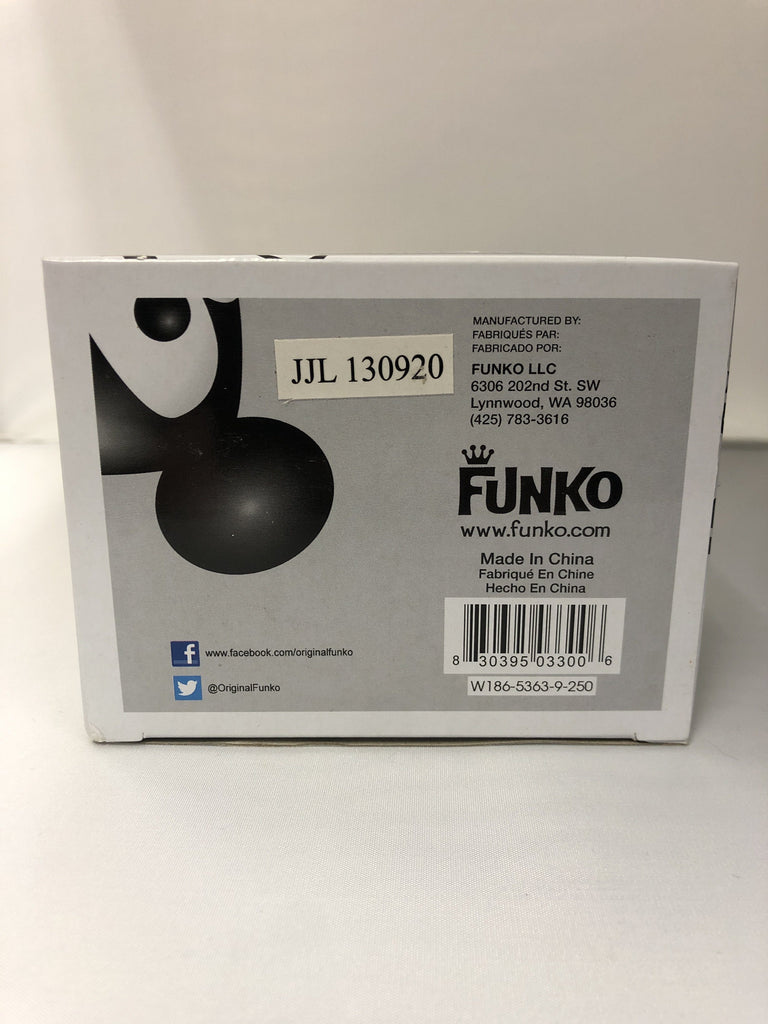 JJL 130920
MANUFACTURED BY:
FABRIQUÉS PAR:
FABRICADO POR:
FUNKO LLC
6306 202nd St. SW
Lynnwood, WA 98036
(425) 783-3616
FUNKO
www.funko.com
Made In China
Fabriqué En Chine
Hecho En China
8 30395 03300 6
W186-5363-9-250
f www.facebook.com/originalfunko
@OriginalFunko